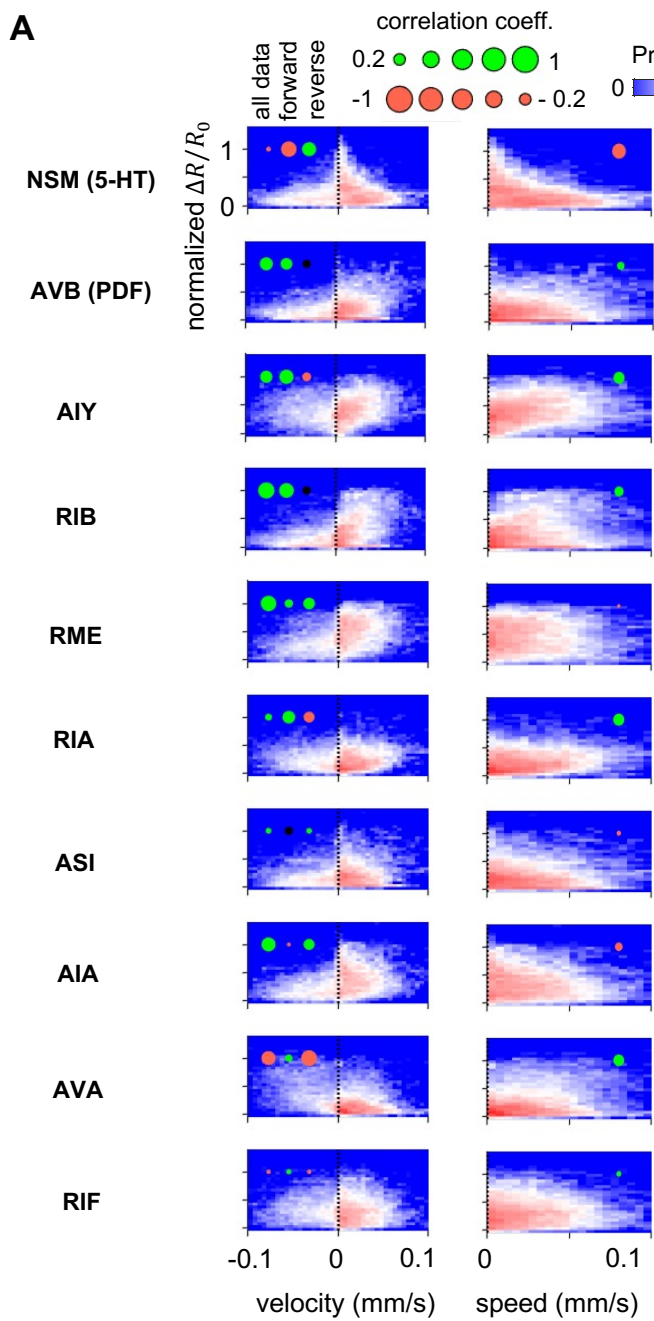 A
correlation coeff.
all data
forward
reverse
0.2 1
-1 - 0.2
Pr
0
normalized ΔR/R0
1
0
NSM (5-HT)
AVB (PDF)
AIY
RIB
RME
RIA
ASI
AIA
AVA
RIF
-0.1 0 0.1 0 0.1
velocity (mm/s) speed (mm/s)